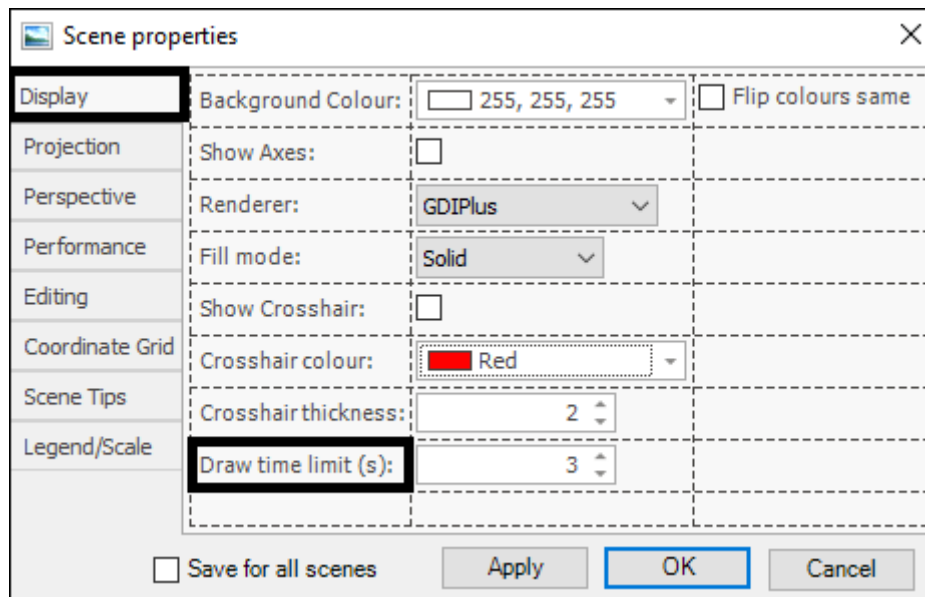 Scene properties
Display
Projection
Perspective
Performance
Editing
Coordinate Grid
Scene Tips
Legend/Scale
Background Colour: 255, 255, 255 Flip colours same
Show Axes:
Renderer: GDIPlus
Fill mode: Solid
Show Crosshair:
Crosshair colour: Red
Crosshair thickness: 2
Draw time limit (s): 3
Save for all scenes Apply OK Cancel